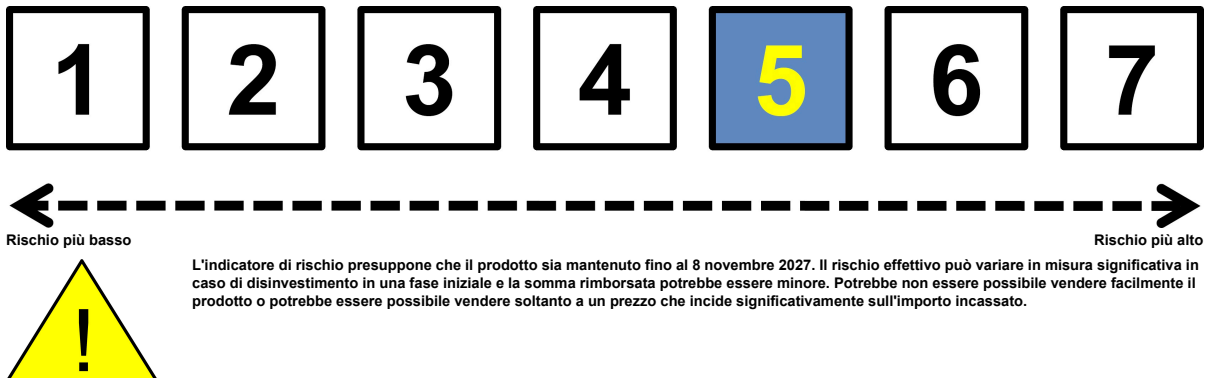 1 2 3 4 5 6 7
Rischio più basso Rischio più alto
L'indicatore di rischio presuppone che il prodotto sia mantenuto fino al 8 novembre 2027. Il rischio effettivo può variare in misura significativa in
caso di disinvestimento in una fase iniziale e la somma rimborsata potrebbe essere minore. Potrebbe non essere possibile vendere facilmente il
prodotto o potrebbe essere possibile vendere soltanto a un prezzo che incide significativamente sull'importo incassato.
!